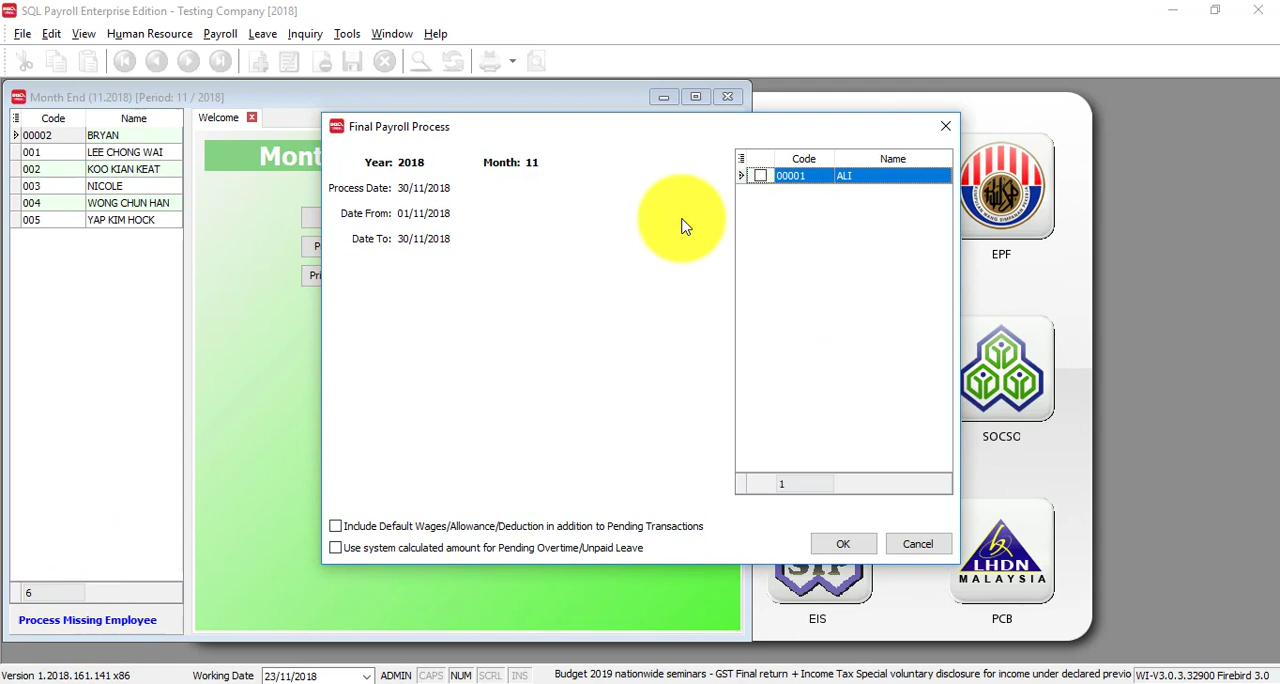 SQL Payroll Enterprise Edition - Testing Company [2018]
File Edit View Human Resource Payroll Leave Inquiry Tools Window Help
Month End (11.2018) [Period: 11 / 2018]
Code Name
00002 BRYAN
001 LEE CHONG WAI
002 KOO KIAN KEAT
003 NICOLE
004 WONG CHUN HAN
005 YAP KIM HOCK
6
Process Missing Employee
Welcome
Mont
P
Pri
Final Payroll Process
Year: 2018 Month: 11
Process Date: 30/11/2018
Date From: 01/11/2018
Date To: 30/11/2018
Code Name
00001 ALI
1
Include Default Wages/Allowance/Deduction in addition to Pending Transactions
Use system calculated amount for Pending Overtime/Unpaid Leave
OK Cancel
EPF
SOCSO
SIP
EIS
LHDN
MALAYSIA
PCB
Version 1.2018.161.141 x86 Working Date 23/11/2018 ADMIN CAPS NUM SCRL INS Budget 2019 nationwide seminars - GST Final return + Income Tax Special voluntary disclosure for income under declared previo WI-V3.0.3.32900 Firebird 3.0